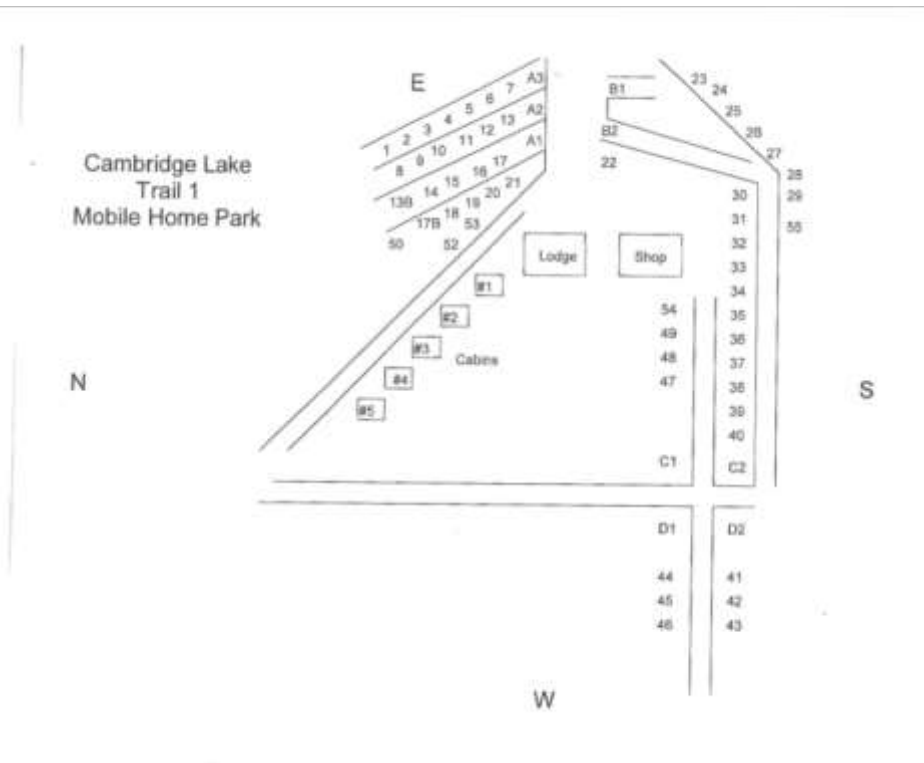 E
Cambridge Lake
Trail 1
Mobile Home Park
1 2 3 4 5 6 7 A3
8 9 10 11 12 13 A2
13B 14 15 16 17 A1
17B 18 19 20 21
50 52 53
B1
B2
22
23
24
25
26
27
28
29
55
30
31
32
33
34
35
36
37
38
39
40
C2
Lodge
Shop
#1
#2
#3
#4
#5
Cabins
54
49
48
47
C1
N
S
D1 D2
44 41
45 42
46 43
W